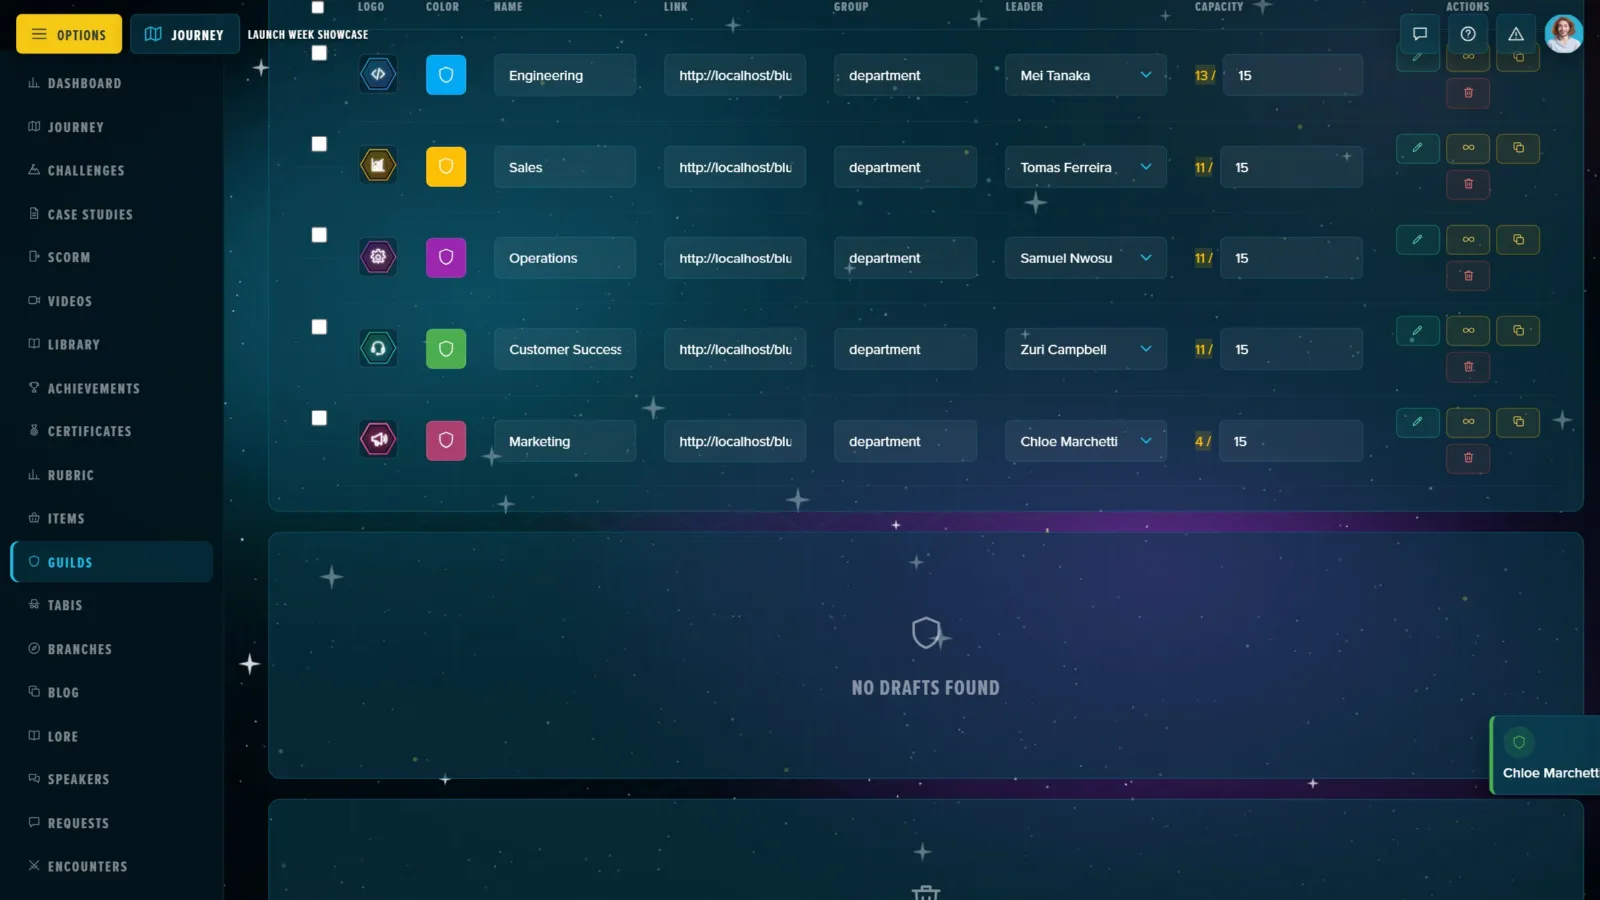 LOGO COLOR NAME LINK GROUP LEADER CAPACITY ACTIONS
OPTIONS
JOURNEY
LAUNCH WEEK SHOWCASE
DASHBOARD
JOURNEY
CHALLENGES
CASE STUDIES
SCORM
VIDEOS
LIBRARY
ACHIEVEMENTS
CERTIFICATES
RUBRIC
ITEMS
GUILDS
TABIS
BRANCHES
BLOG
LORE
SPEAKERS
REQUESTS
ENCOUNTERS
Engineering http://localhost/blu department Mei Tanaka 13 / 15
Sales http://localhost/blu department Tomas Ferreira 11 / 15
Operations http://localhost/blu department Samuel Nwosu 11 / 15
Customer Success http://localhost/blu department Zuri Campbell 11 / 15
Marketing http://localhost/blu department Chloe Marchetti 4 / 15
NO DRAFTS FOUND
Chloe Marchetti